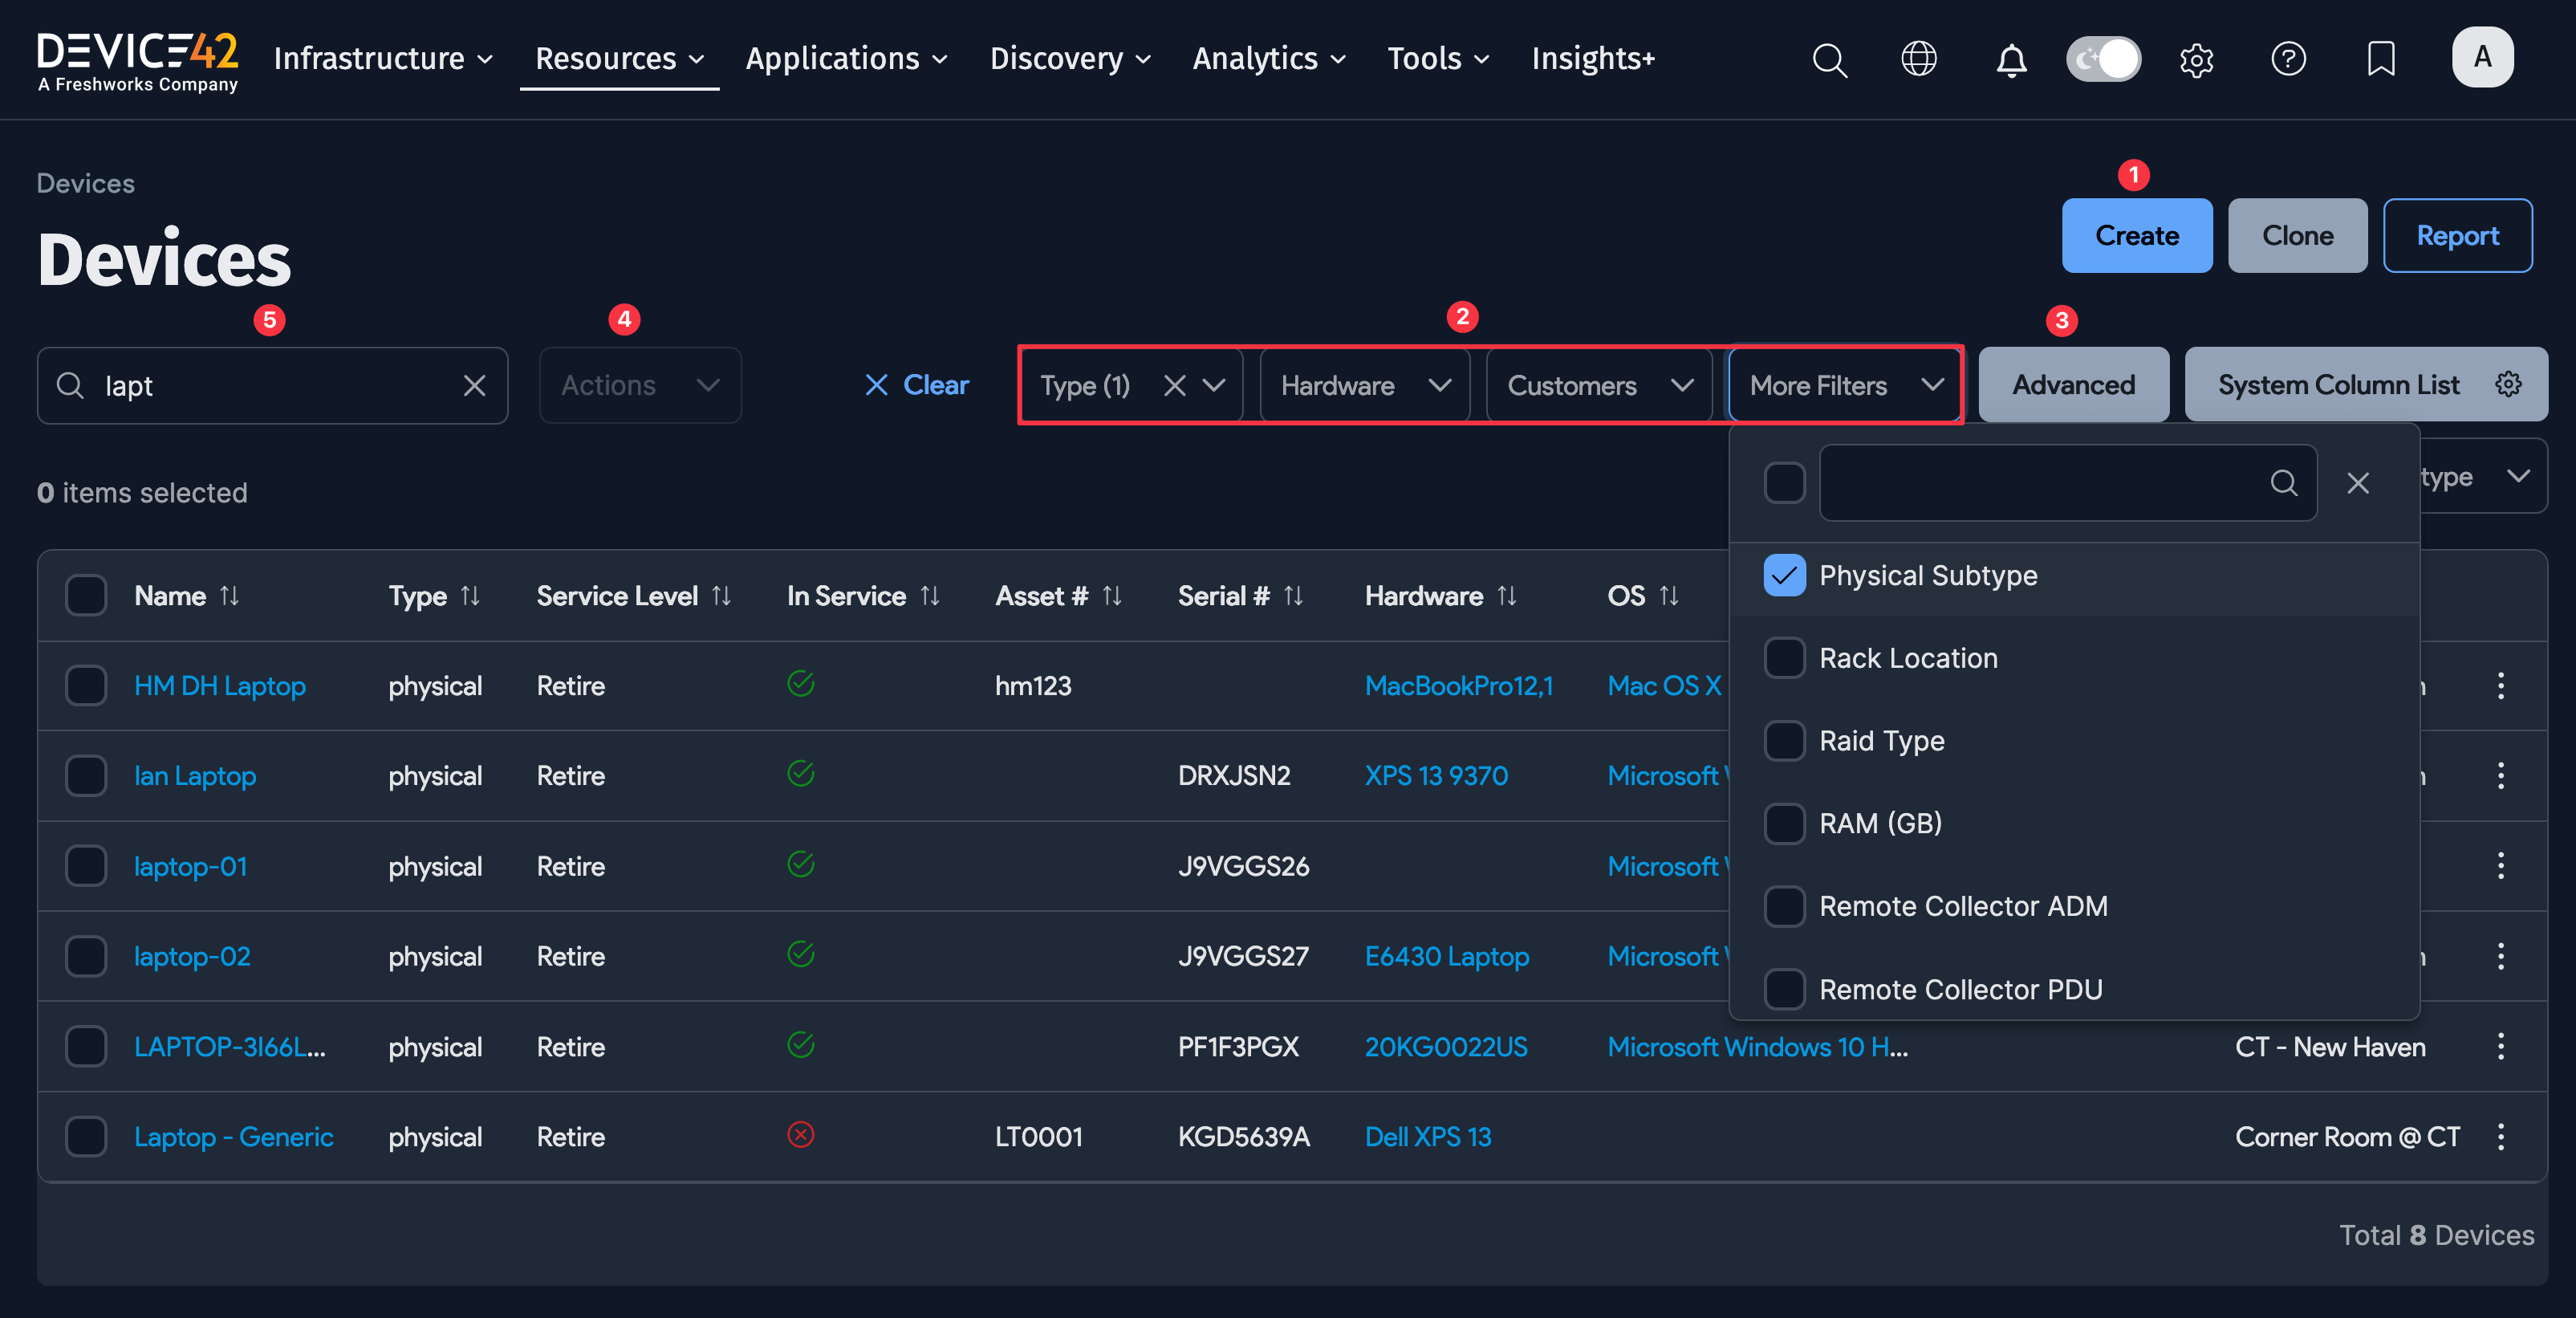 DEVICE42
A Freshworks Company
Infrastructure Resources Applications Discovery Analytics Tools Insights+
A
Devices
Devices
1
Create Clone Report
5 4 2 3
lapt Actions Clear Type (1) Hardware Customers More Filters Advanced System Column List
0 items selected
type
Name Type Service Level In Service Asset # Serial # Hardware OS
Physical Subtype
Rack Location
Raid Type
RAM (GB)
Remote Collector ADM
Remote Collector PDU
HM DH Laptop physical Retire hm123 MacBookPro12,1 Mac OS X
Ian Laptop physical Retire DRXJSN2 XPS 13 9370 Microsoft
laptop-01 physical Retire J9VGGS26 Microsoft
laptop-02 physical Retire J9VGGS27 E6430 Laptop Microsoft
LAPTOP-3I66L... physical Retire PF1F3PGX 20KG0022US Microsoft Windows 10 H... CT - New Haven
Laptop - Generic physical Retire LT0001 KGD5639A Dell XPS 13 Corner Room @ CT
Total 8 Devices